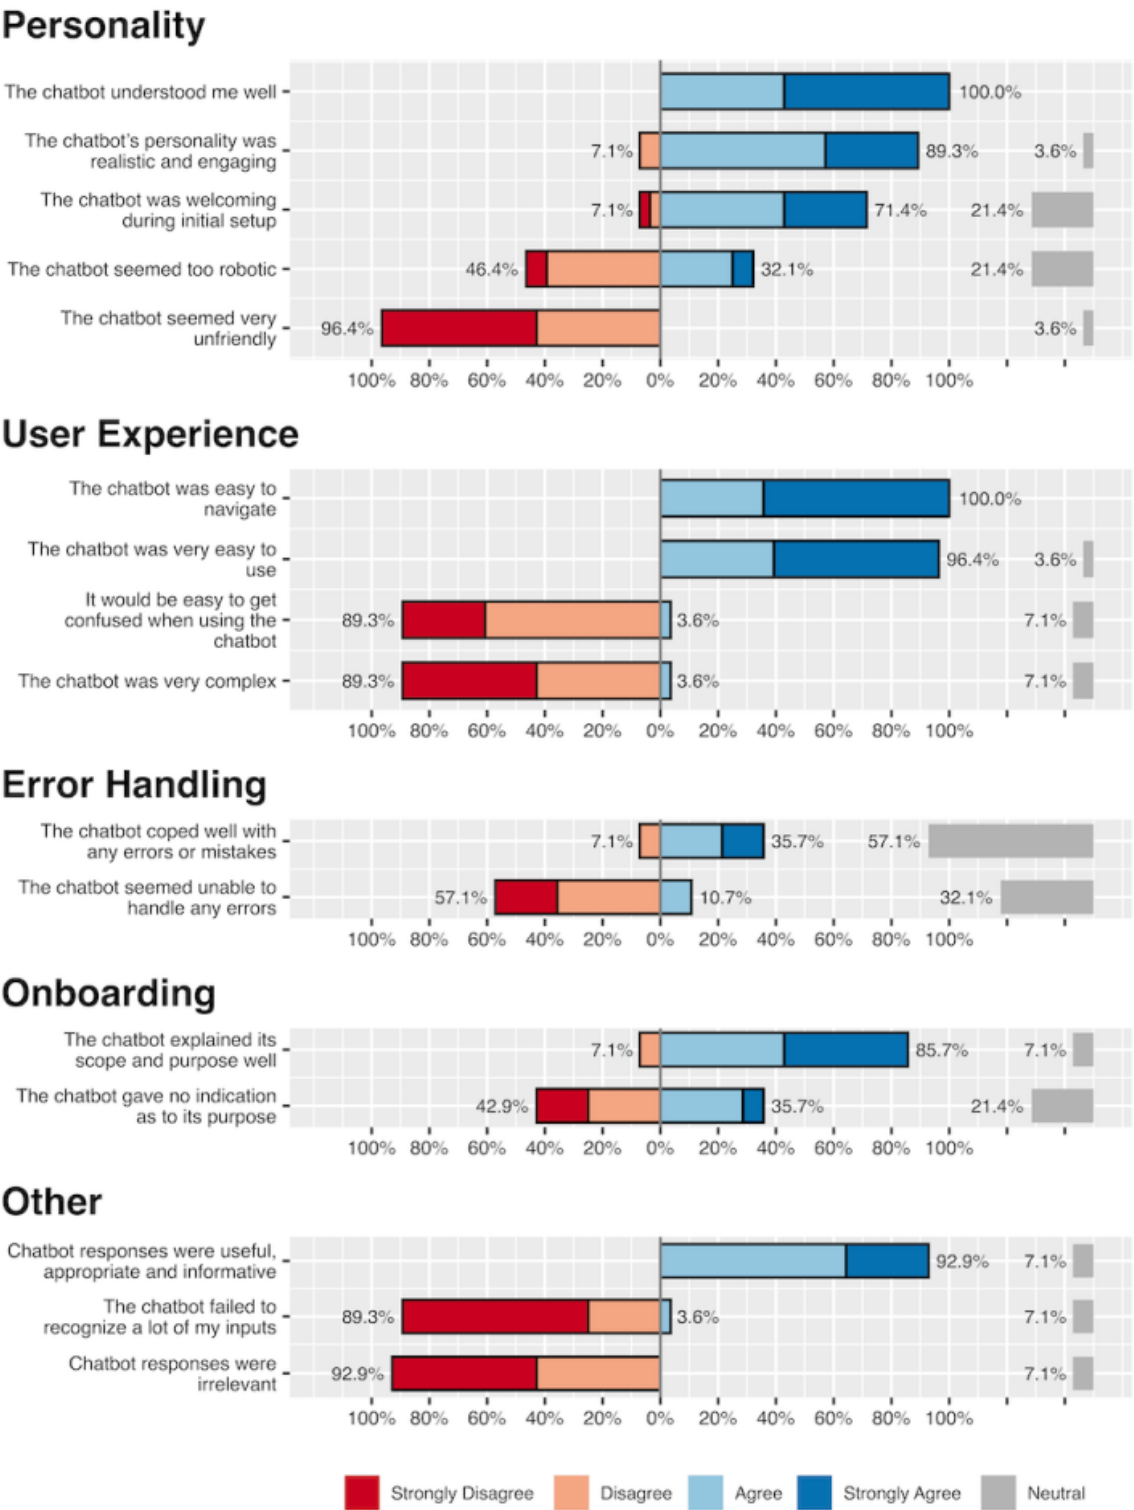 Personality
The chatbot understood me well
100.0%
The chatbot's personality was
realistic and engaging
7.1%
89.3%
3.6%
The chatbot was welcoming
during initial setup
7.1%
71.4%
21.4%
The chatbot seemed too robotic
46.4%
32.1%
21.4%
The chatbot seemed very
unfriendly
96.4%
3.6%
100% 80% 60% 40% 20% 0% 20% 40% 60% 80% 100%
User Experience
The chatbot was easy to
navigate
100.0%
The chatbot was very easy to
use
96.4%
3.6%
It would be easy to get
confused when using the
chatbot
89.3%
3.6%
7.1%
The chatbot was very complex
89.3%
3.6%
7.1%
100% 80% 60% 40% 20% 0% 20% 40% 60% 80% 100%
Error Handling
The chatbot coped well with
any errors or mistakes
7.1%
35.7%
57.1%
The chatbot seemed unable to
handle any errors
57.1%
10.7%
32.1%
100% 80% 60% 40% 20% 0% 20% 40% 60% 80% 100%
Onboarding
The chatbot explained its
scope and purpose well
7.1%
85.7%
7.1%
The chatbot gave no indication
as to its purpose
42.9%
35.7%
21.4%
100% 80% 60% 40% 20% 0% 20% 40% 60% 80% 100%
Other
Chatbot responses were useful,
appropriate and informative
92.9%
7.1%
The chatbot failed to
recognize a lot of my inputs
89.3%
3.6%
7.1%
Chatbot responses were
irrelevant
92.9%
7.1%
100% 80% 60% 40% 20% 0% 20% 40% 60% 80% 100%
Strongly Disagree Disagree Agree Strongly Agree Neutral